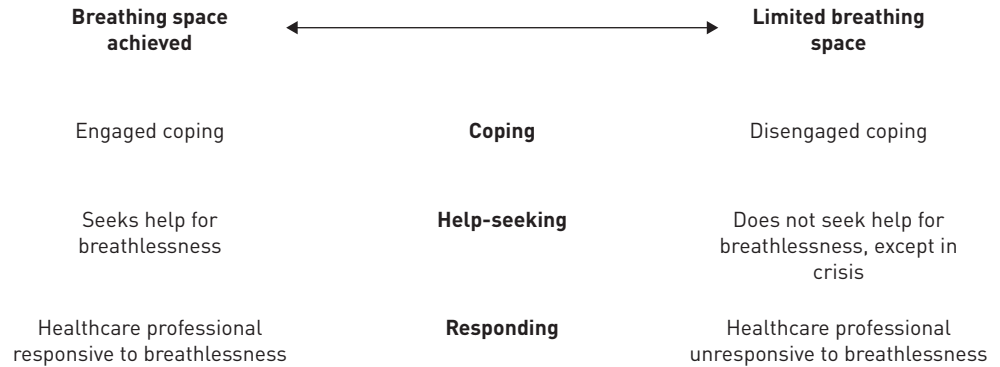 Breathing space
achieved
Limited breathing
space
Engaged coping
Coping
Disengaged coping
Seeks help for
breathlessness
Help-seeking
Does not seek help for
breathlessness, except in
crisis
Healthcare professional
responsive to breathlessness
Responding
Healthcare professional
unresponsive to breathlessness